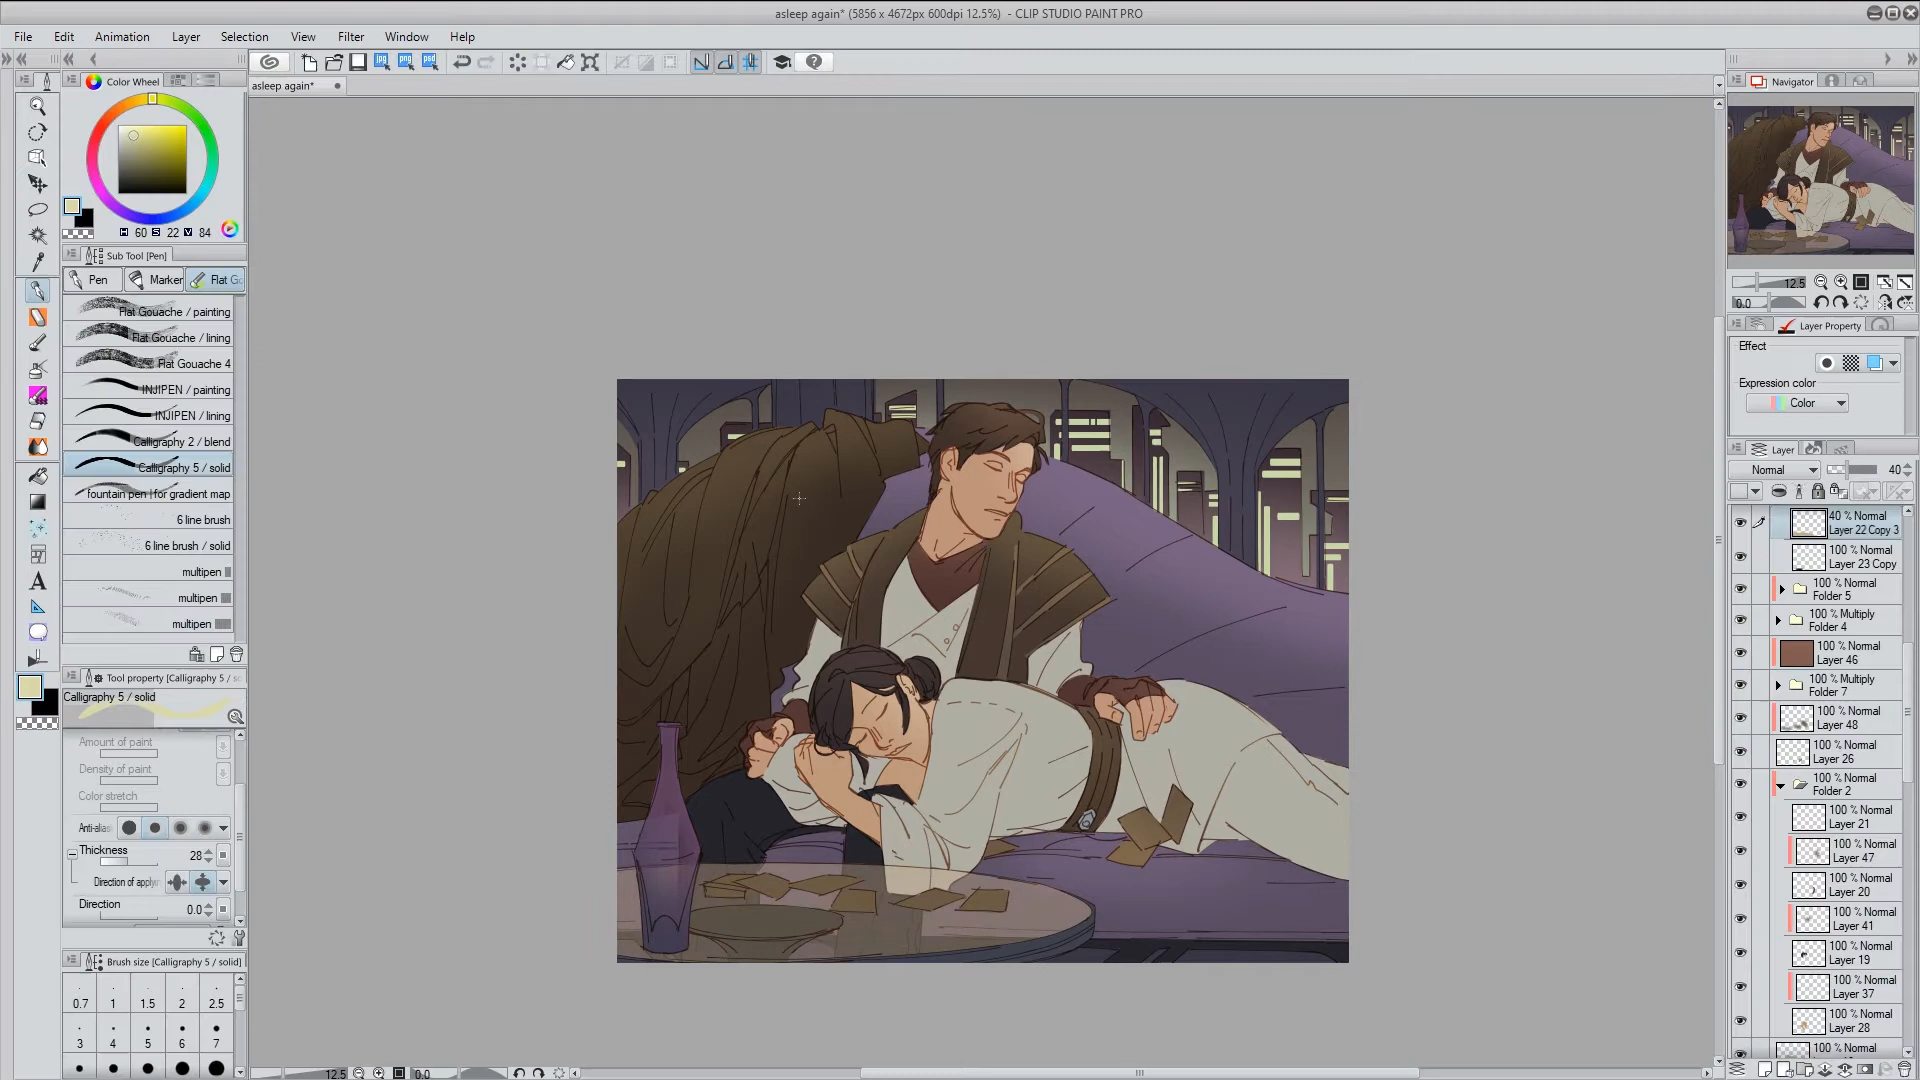 asleep again* (5856 x 4672px 600dpi 12.5%) - CLIP STUDIO PAINT PRO
File Edit Animation Layer Selection View Filter Window Help
jpg png psd
asleep again*
Color Wheel
Navigator
H 60 S 22 V 84
Sub Tool [Pen]
Pen Marker Flat Go
Flat Gouache / painting
Flat Gouache / lining
Flat Gouache 4
INJIPEN / painting
INJIPEN / lining
Calligraphy 2 / blend
Calligraphy 5 / solid
fountain pen | for gradient map
6 line brush
6 line brush / solid
multipen
multipen
multipen
Tool property [Calligraphy 5 / so
Calligraphy 5 / solid
Amount of paint
Density of paint
Color stretch
Anti-alias
Thickness 28
Direction of applyi
Direction 0.0
Brush size [Calligraphy 5 / solid]
0.7 1 1.5 2 2.5
3 4 5 6 7
12.5 0.0
12.5
0.0
Layer Property
Effect
Expression color
Color
Layer
Normal 40
40 % Normal
Layer 22 Copy 3
100 % Normal
Layer 23 Copy
100 % Normal
Folder 5
100 % Multiply
Folder 4
100 % Normal
Layer 46
100 % Multiply
Folder 7
100 % Normal
Layer 48
100 % Normal
Layer 26
100 % Normal
Folder 2
100 % Normal
Layer 21
100 % Normal
Layer 47
100 % Normal
Layer 20
100 % Normal
Layer 41
100 % Normal
Layer 19
100 % Normal
Layer 37
100 % Normal
Layer 28
100 % Normal